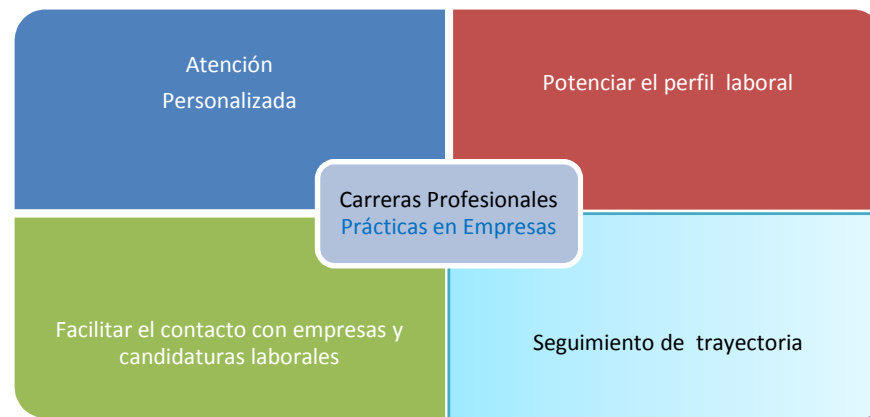 Atención
Personalizada
Potenciar el perfil laboral
Carreras Profesionales
Prácticas en Empresas
Facilitar el contacto con empresas y
candidaturas laborales
Seguimiento de trayectoria